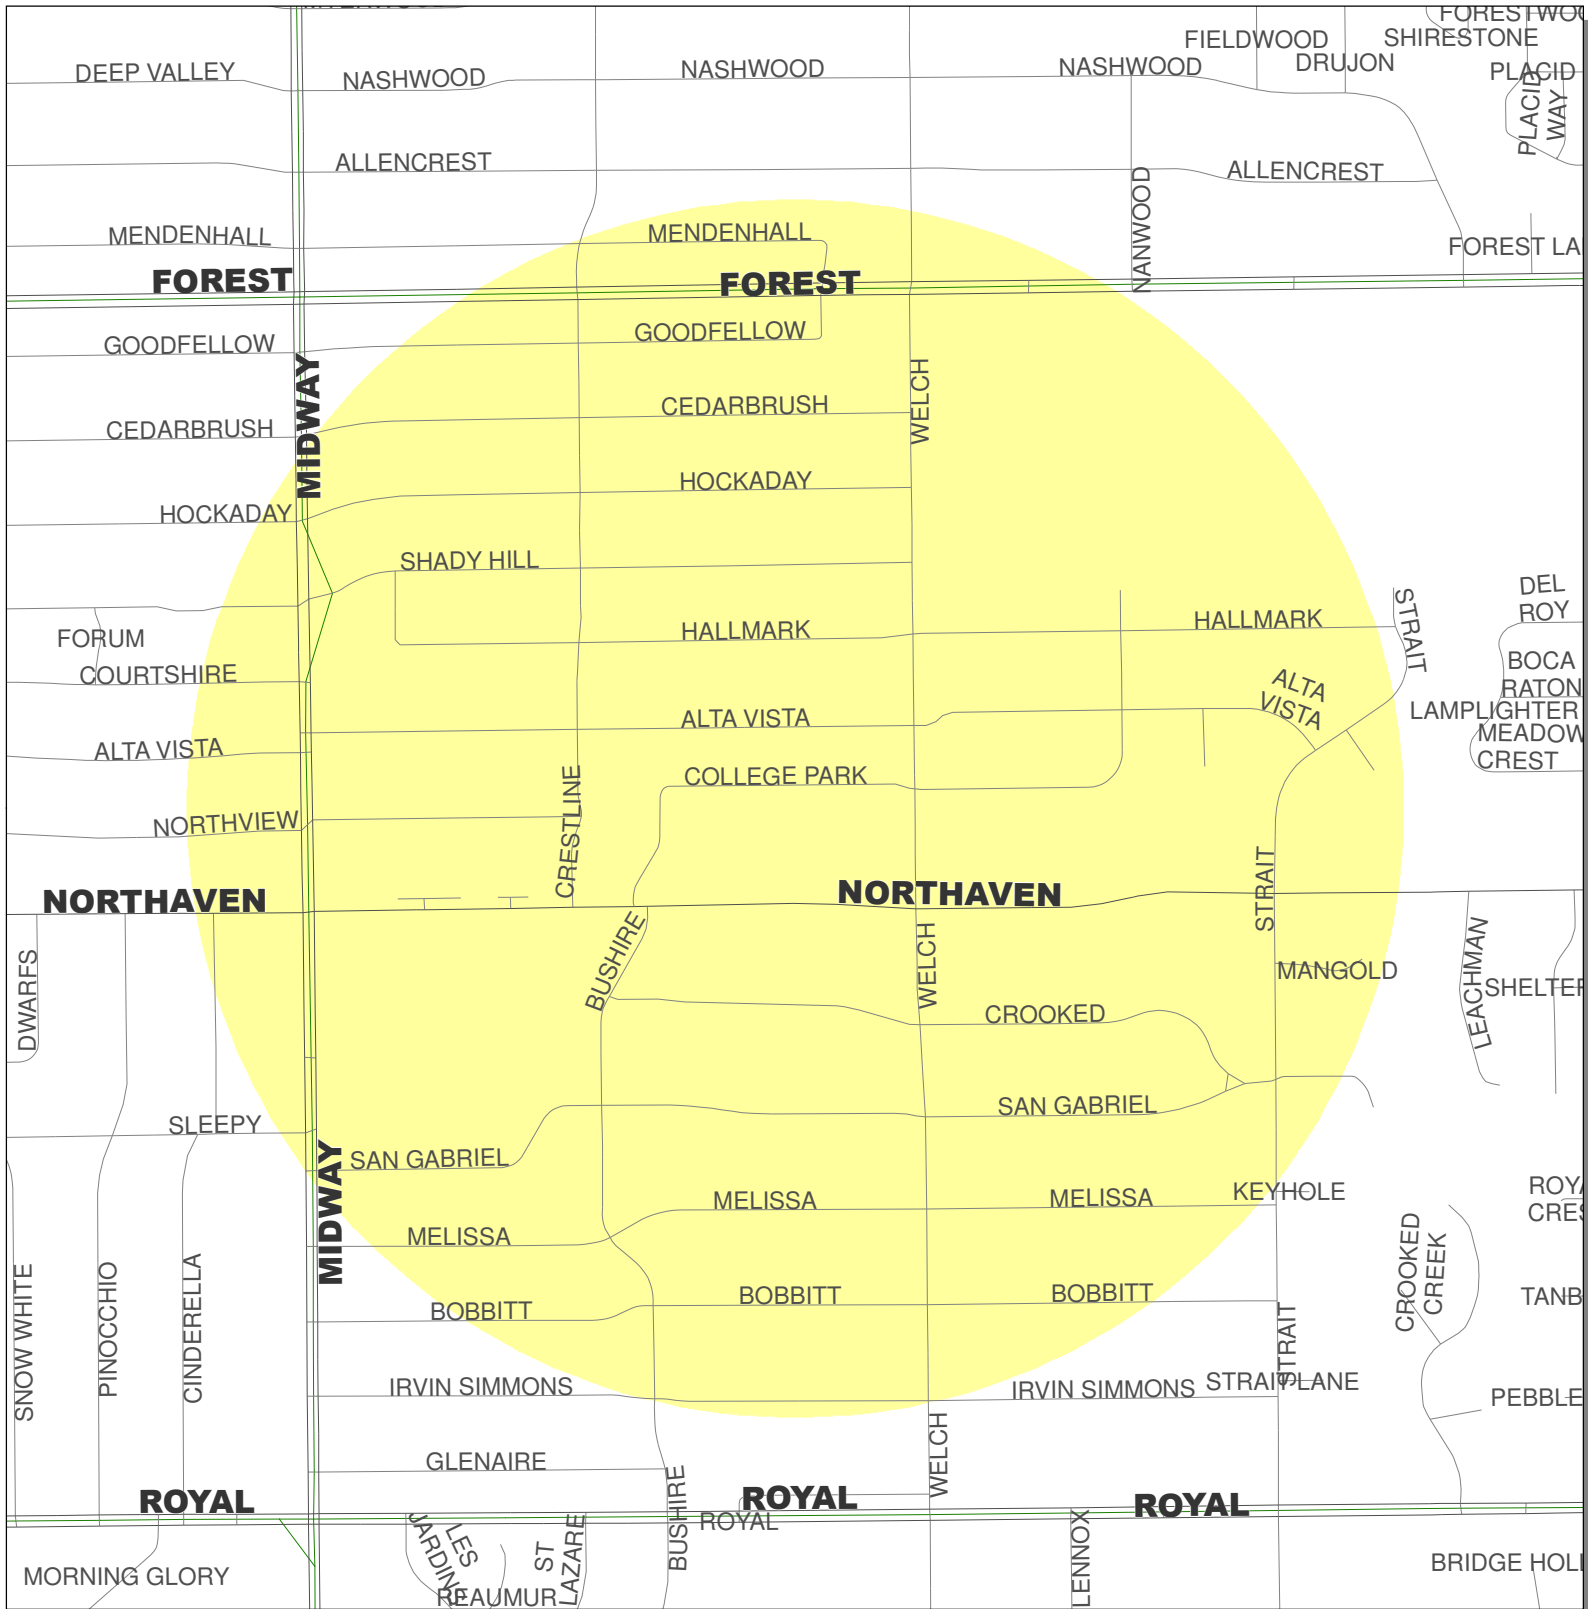 FIELDWOOD
SHIRESTONE
DRUJON
DEEP VALLEY
NASHWOOD
NASHWOOD
NASHWOOD
PLACID
PLACID
WAY
ALLENCREST
ALLENCREST
NANWOOD
MENDENHALL
MENDENHALL
FOREST LA
FOREST
FOREST
GOODFELLOW
GOODFELLOW
MIDWAY
WELCH
CEDARBRUSH
CEDARBRUSH
HOCKADAY
HOCKADAY
SHADY HILL
DEL
ROY
STRAIT
FORUM
HALLMARK
HALLMARK
COURTSHIRE
BOCA
RATON
ALTA
VISTA
LAMPLIGHTER
ALTA VISTA
ALTA VISTA
MEADOW
CREST
COLLEGE PARK
CRESTLINE
NORTHVIEW
STRAIT
NORTHAVEN
NORTHAVEN
BUSHIRE
WELCH
DWARFS
MANGOLD
LEACHMAN
SHELTER
CROOKED
SLEEPY
SAN GABRIEL
SAN GABRIEL
MIDWAY
MELISSA
MELISSA
MELISSA
KEYHOLE
ROYA
CRES
CROOKED
CREEK
SNOW WHITE
PINOCCHIO
CINDERELLA
BOBBITT
BOBBITT
BOBBITT
TANB
STRAIT
IRVIN SIMMONS
IRVIN SIMMONS
STRAIT LANE
PEBBLE
WELCH
GLENAIRE
BUSHIRE
ROYAL
ROYAL
ROYAL
ROYAL
LES
JARDINS
ST
LAZARE
LENNOX
MORNING GLORY
REAUMUR
BRIDGE HOLL